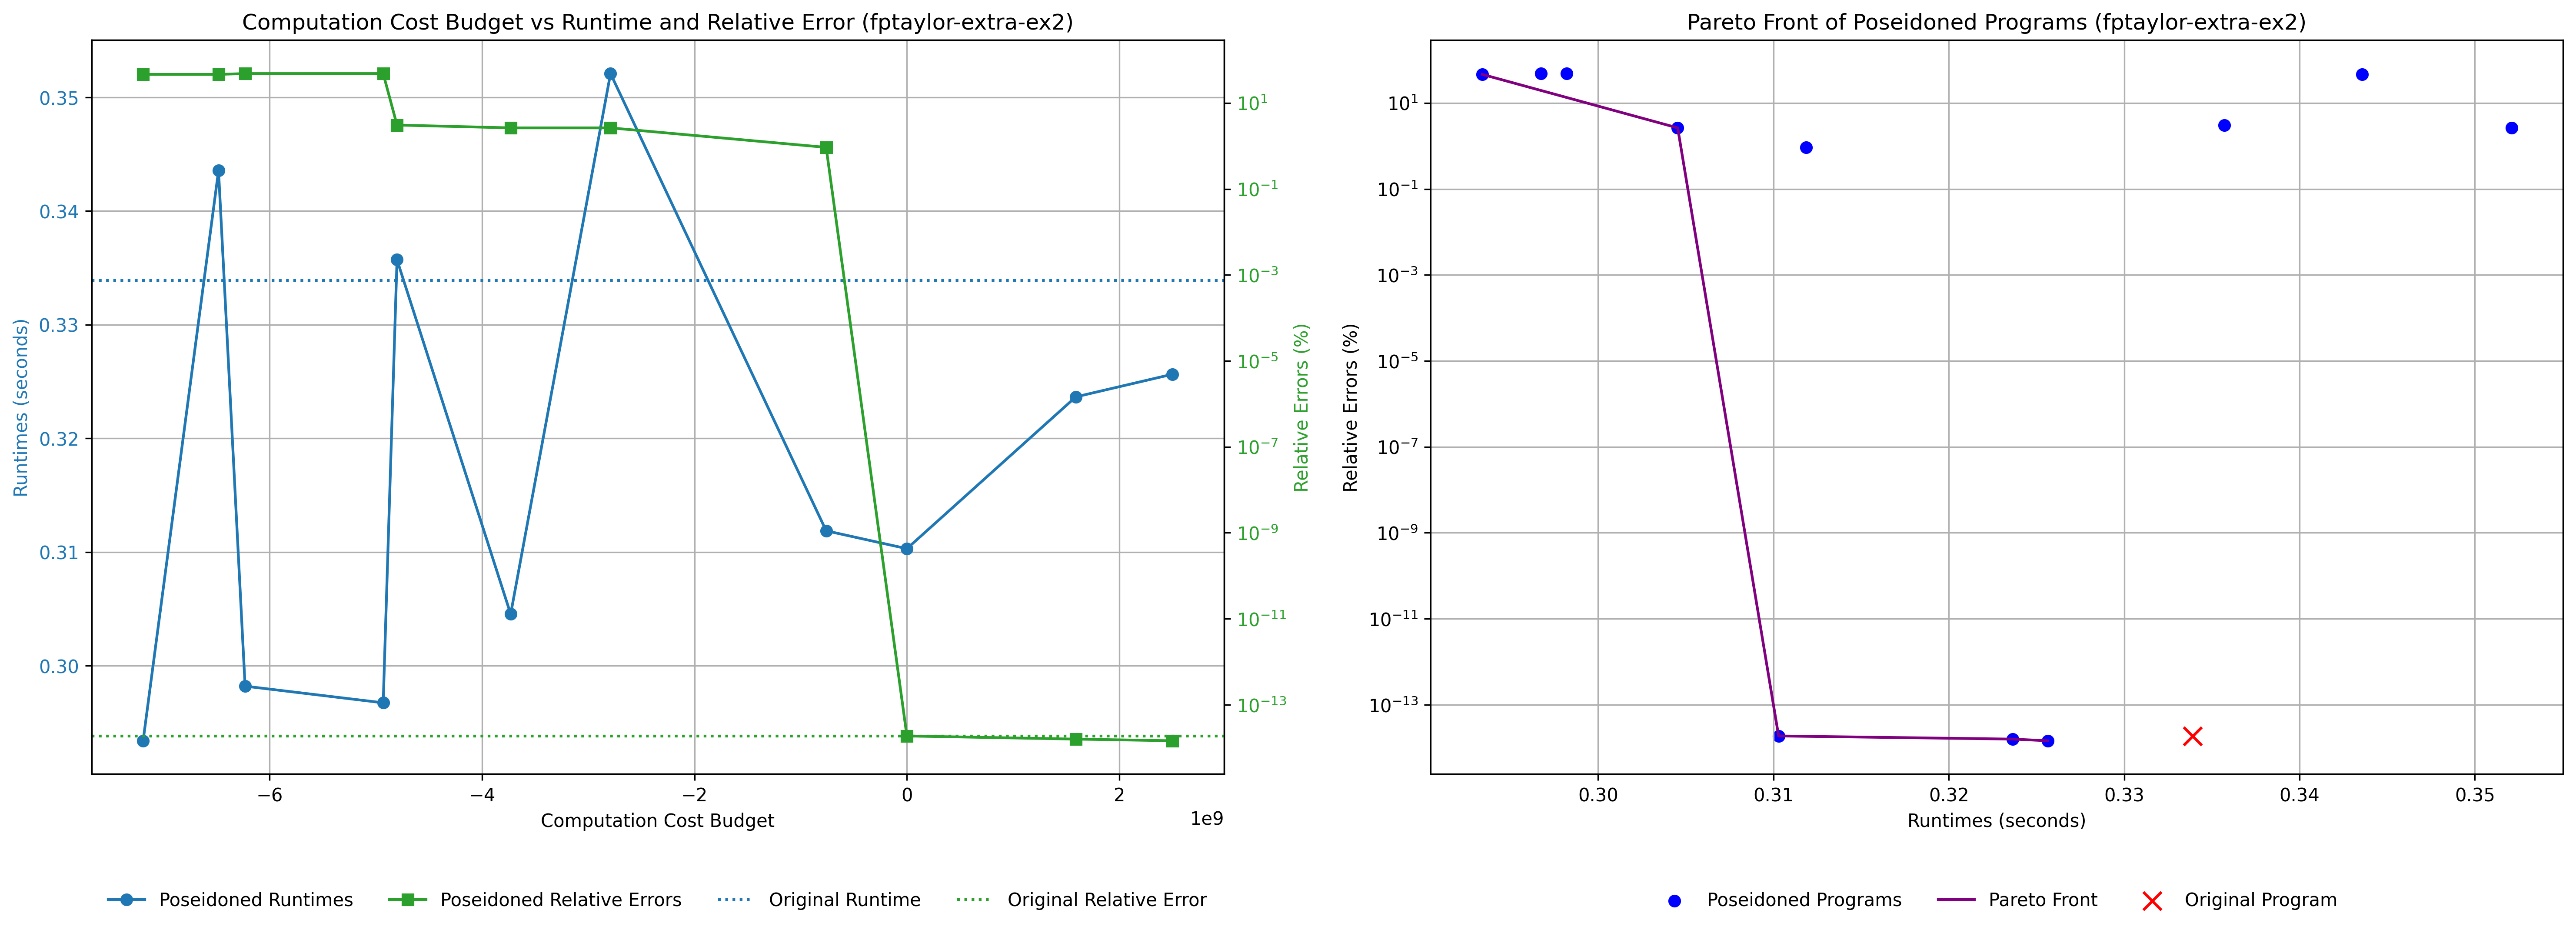 Computation Cost Budget vs Runtime and Relative Error (fptaylor-extra-ex2)
Runtimes (seconds)
0.35
0.34
0.33
0.32
0.31
0.30
−6
−4
−2
0
2
1e9
Computation Cost Budget
10¹
10⁻¹
10⁻³
10⁻⁵
10⁻⁷
10⁻⁹
10⁻¹¹
10⁻¹³
Relative Errors (%)
Poseidoned Runtimes
Poseidoned Relative Errors
Original Runtime
Original Relative Error
Pareto Front of Poseidoned Programs (fptaylor-extra-ex2)
Relative Errors (%)
10¹
10⁻¹
10⁻³
10⁻⁵
10⁻⁷
10⁻⁹
10⁻¹¹
10⁻¹³
0.30
0.31
0.32
0.33
0.34
0.35
Runtimes (seconds)
Poseidoned Programs
Pareto Front
Original Program